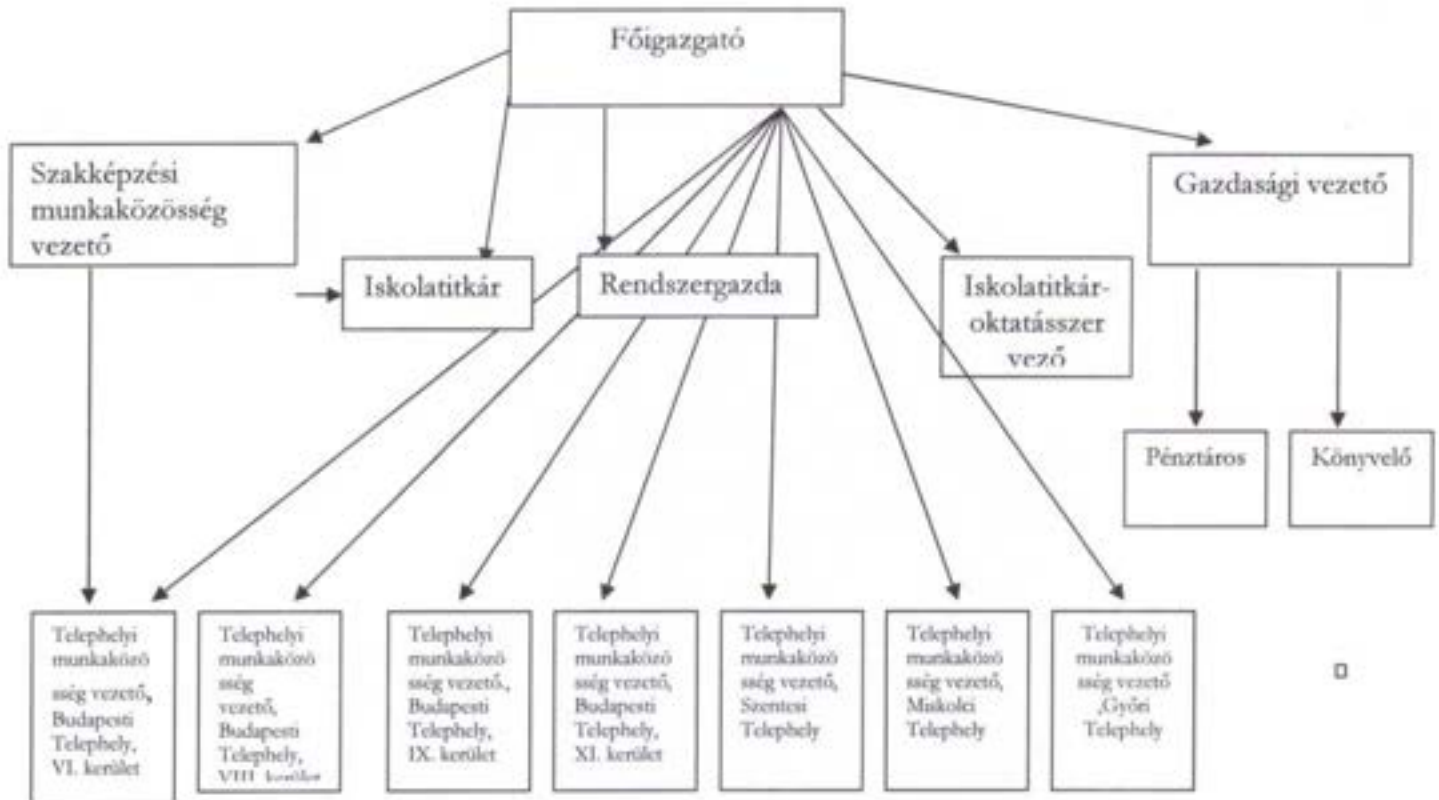 Főigazgató
Szakképzési
munkaközösség
vezető
Gazdasági vezető
Iskolatitkár
Rendszergazda
Iskolatitkár-
oktatásszer
vező
Pénztáros
Könyvelő
Telephelyi
munkaközö
sség vezető,
Budapesti
Telephely,
VI. kerület
Telephelyi
munkaközö
sség
vezető,
Budapesti
Telephely,
VIII. kerület
Telephelyi
munkaközö
sség vezető.,
Budapesti
Telephely,
IX. kerület
Telephelyi
munkaközö
sség vezető,
Budapesti
Telephely,
XI. kerület
Telephelyi
munkaközö
sség vezető,
Szentesi
Telephely
Telephelyi
munkaközö
sség vezető,
Miskolci
Telephely
Telephelyi
munkaközö
sség vezető
,Győri
Telephely